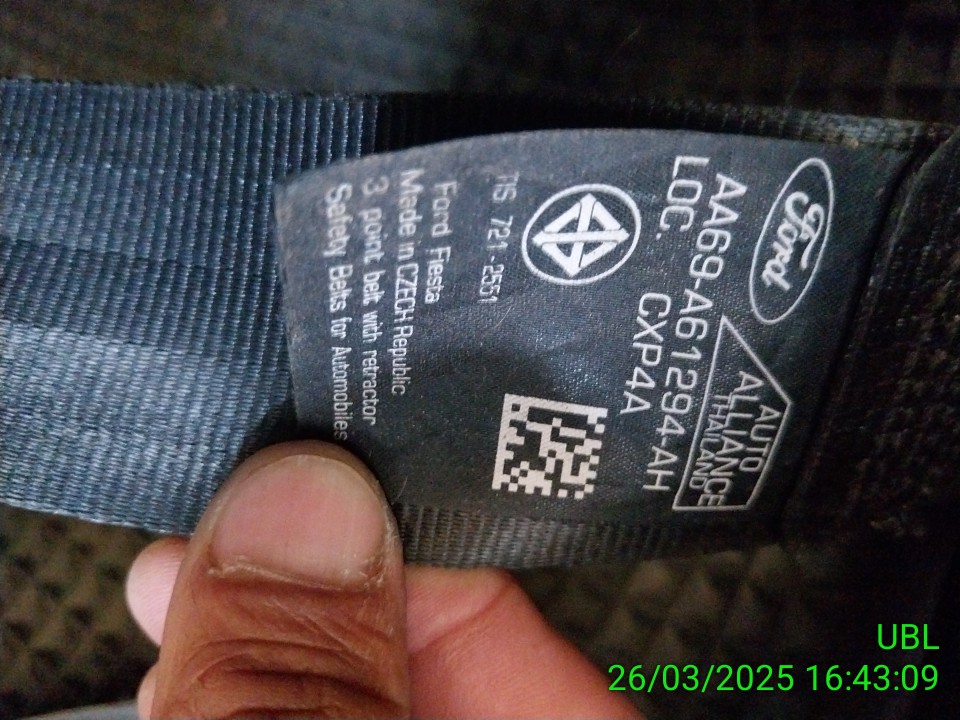 Ford
AUTO
ALLIANCE
THAILAND
AA69-A61294-AH
LOC. CXP4A
TIS 721-2551
Ford Fiesta
Made in CZECH Republic
3 point belt with retractor
Safety Belts for Automobiles
UBL
26/03/2025 16:43:09